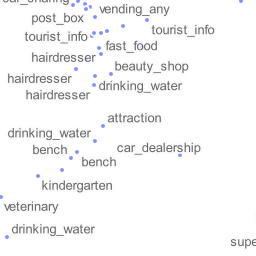 car_sharing
vending_any
post_box
tourist_info
tourist_info
fast_food
hairdresser
beauty_shop
hairdresser
drinking_water
hairdresser
attraction
drinking_water
car_dealership
bench
bench
kindergarten
veterinary
drinking_water
supe